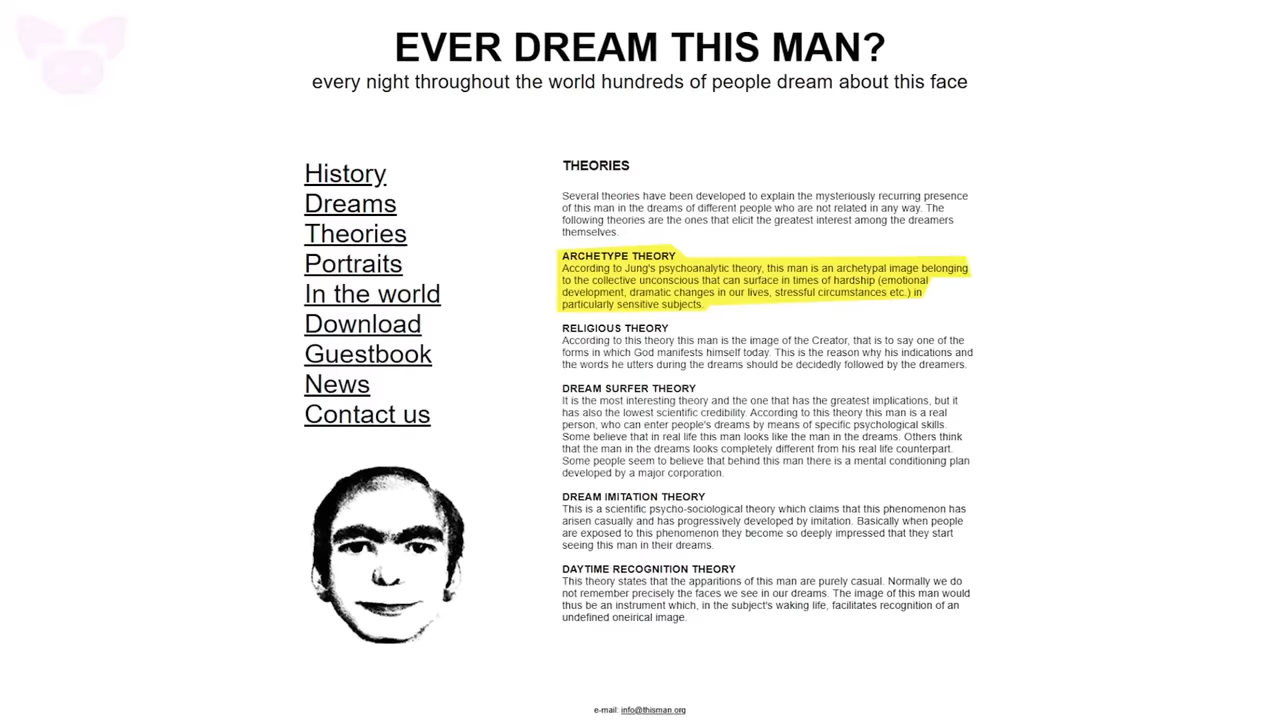 EVER DREAM THIS MAN?
every night throughout the world hundreds of people dream about this face
History
Dreams
Theories
Portraits
In the world
Download
Guestbook
News
Contact us
THEORIES
Several theories have been developed to explain the mysteriously recurring presence
of this man in the dreams of different people who are not related in any way. The
following theories are the ones that elicit the greatest interest among the dreamers
themselves.
ARCHETYPE THEORY
According to Jung's psychoanalytic theory, this man is an archetypal image belonging
to the collective unconscious that can surface in times of hardship (emotional
development, dramatic changes in our lives, stressful circumstances etc.) in
particularly sensitive subjects.
RELIGIOUS THEORY
According to this theory this man is the image of the Creator, that is to say one of the
forms in which God manifests himself today. This is the reason why his indications and
the words he utters during the dreams should be decidedly followed by the dreamers.
DREAM SURFER THEORY
It is the most interesting theory and the one that has the greatest implications, but it
has also the lowest scientific credibility. According to this theory this man is a real
person, who can enter people's dreams by means of specific psychological skills.
Some believe that in real life this man looks like the man in the dreams. Others think
that the man in the dreams looks completely different from his real life counterpart.
Some people seem to believe that behind this man there is a mental conditioning plan
developed by a major corporation.
DREAM IMITATION THEORY
This is a scientific psycho-sociological theory which claims that this phenomenon has
arisen casually and has progressively developed by imitation. Basically when people
are exposed to this phenomenon they become so deeply impressed that they start
seeing this man in their dreams.
DAYTIME RECOGNITION THEORY
This theory states that the apparitions of this man are purely casual. Normally we do
not remember precisely the faces we see in our dreams. The image of this man would
thus be an instrument which, in the subject's waking life, facilitates recognition of an
undefined oneirical image.
e-mail: info@thisman.org